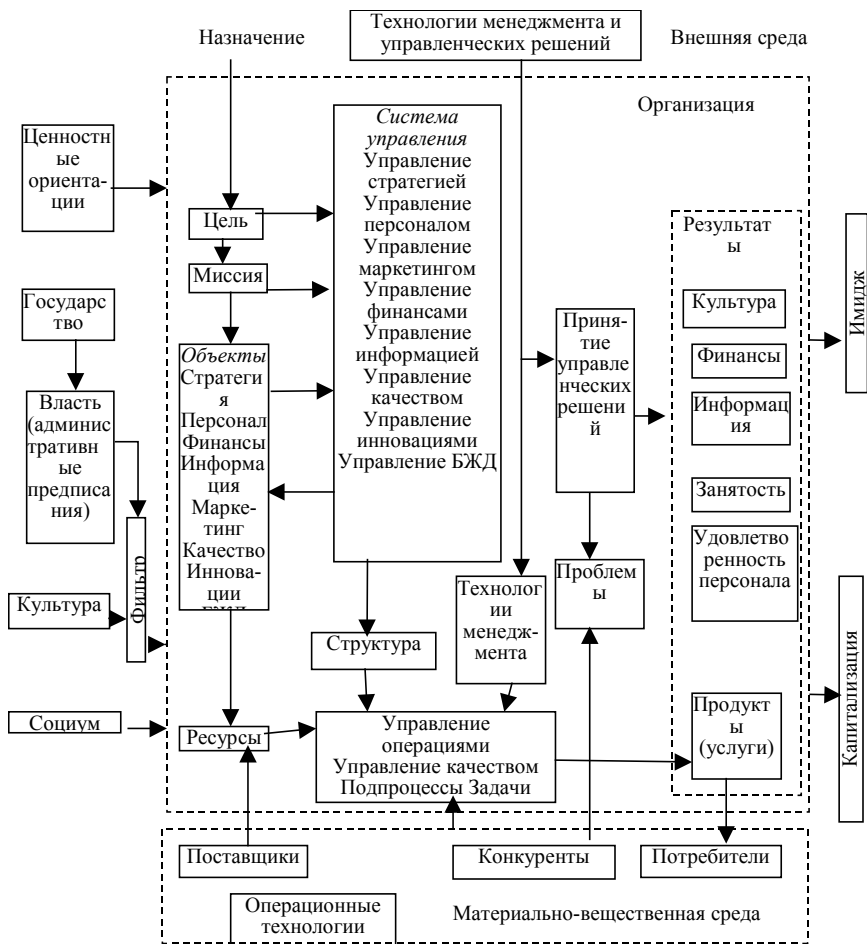 Назначение
Технологии менеджмента и
управленческих решений
Внешняя среда
Организация
Ценностн
ые
ориента-
ции
Государс
тво
Власть
(админис
тративн
ые
предписа
ния)
Фильтр
Культура
Социум
Цель
Миссия
Объекты
Стратеги
я
Персонал
Финансы
Информа
ция
Марке-
тинг
Качество
Иннова-
ции
БЖД
Ресурсы
Система
управления
Управление
стратегией
Управление
персоналом
Управление
маркетингом
Управление
финансами
Управление
информацией
Управление
качеством
Управление
инновациями
Управление БЖД
Структура
Технолог
ии
менедж-
мента
Приня-
тие
управле
нческих
решени
й
Проблем
ы
Управление
операциями
Управление качеством
Подпроцессы Задачи
Результат
ы
Культура
Финансы
Информац
ия
Занятость
Удовлетво
ренность
персонала
Продукт
ы
(услуги)
Имидж
Капитализация
Поставщики
Конкуренты
Потребители
Операционные
технологии
Материально-вещественная среда